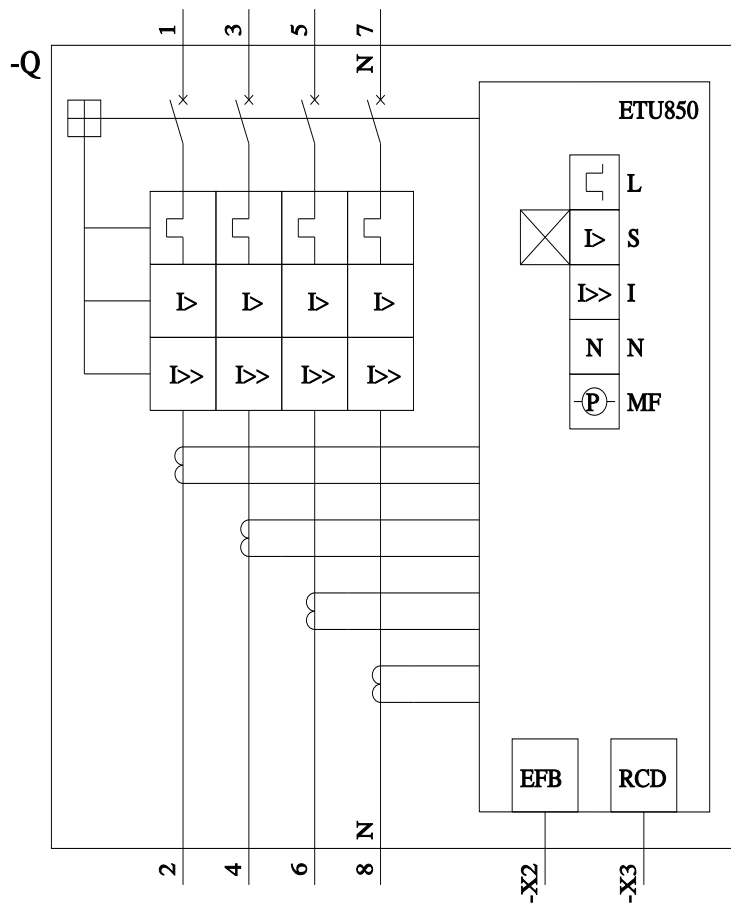 1 3 5 7
-Q
N
ETU850
L
I> S
I>> I
N N
P MF
I> I> I> I>
I>> I>> I>> I>>
EFB RCD
N
2 4 6 8 -X2 -X3